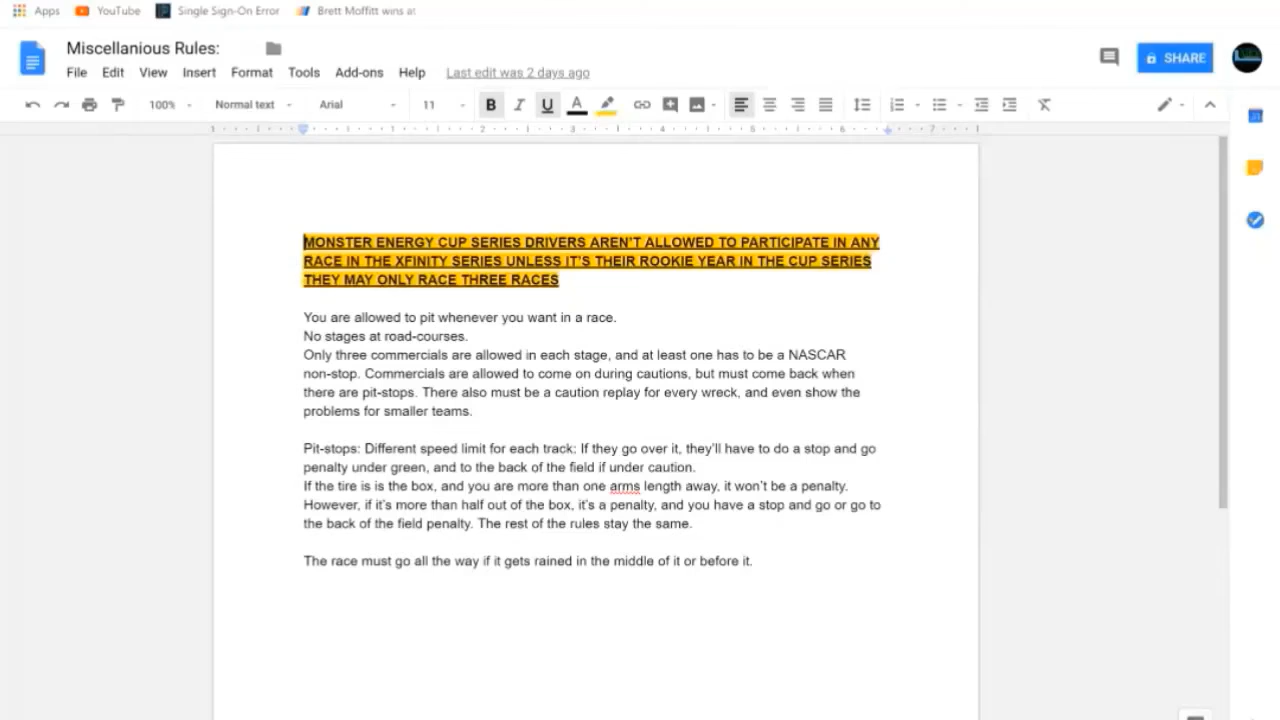 Apps YouTube Single Sign-On Error Brett Moffitt wins at
Miscellanious Rules:
File Edit View Insert Format Tools Add-ons Help Last edit was 2 days ago
SHARE
100% Normal text Arial 11 B I U A
1 1 2 3 4 5 6 7
MONSTER ENERGY CUP SERIES DRIVERS AREN'T ALLOWED TO PARTICIPATE IN ANY
RACE IN THE XFINITY SERIES UNLESS IT'S THEIR ROOKIE YEAR IN THE CUP SERIES
THEY MAY ONLY RACE THREE RACES
You are allowed to pit whenever you want in a race.
No stages at road-courses.
Only three commercials are allowed in each stage, and at least one has to be a NASCAR
non-stop. Commercials are allowed to come on during cautions, but must come back when
there are pit-stops. There also must be a caution replay for every wreck, and even show the
problems for smaller teams.
Pit-stops: Different speed limit for each track: If they go over it, they'll have to do a stop and go
penalty under green, and to the back of the field if under caution.
If the tire is is the box, and you are more than one arms length away, it won't be a penalty.
However, if it's more than half out of the box, it's a penalty, and you have a stop and go or go to
the back of the field penalty. The rest of the rules stay the same.
The race must go all the way if it gets rained in the middle of it or before it.